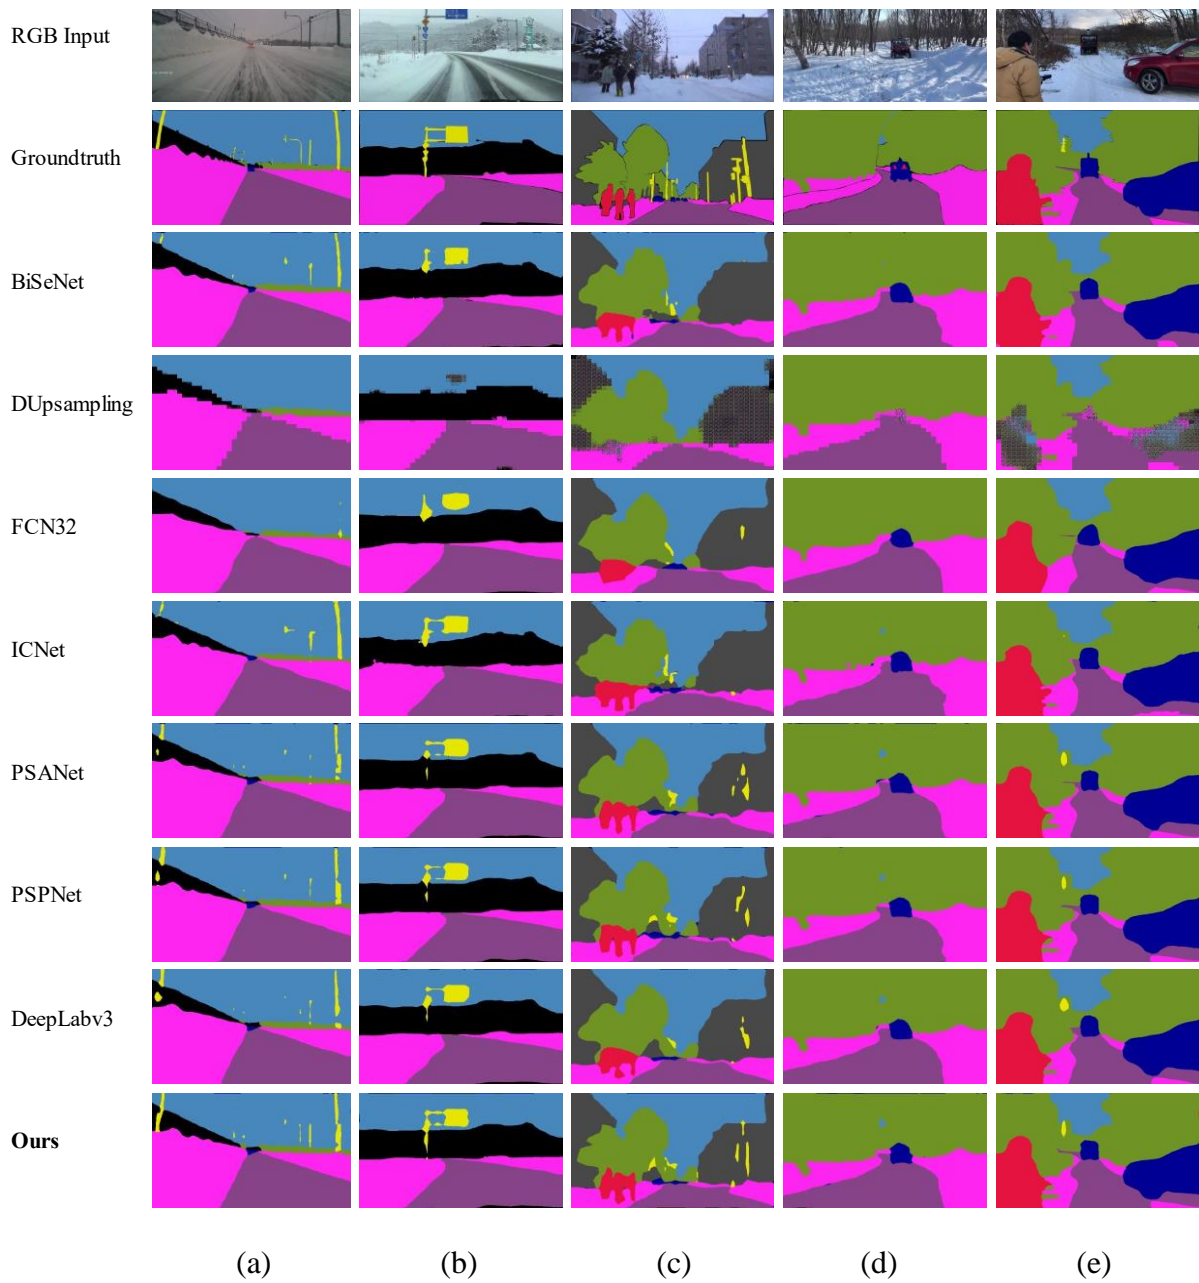 RGB Input
Groundtruth
BiSeNet
DUpsampling
FCN32
ICNet
PSANet
PSPNet
DeepLabv3
Ours
(a) (b) (c) (d) (e)